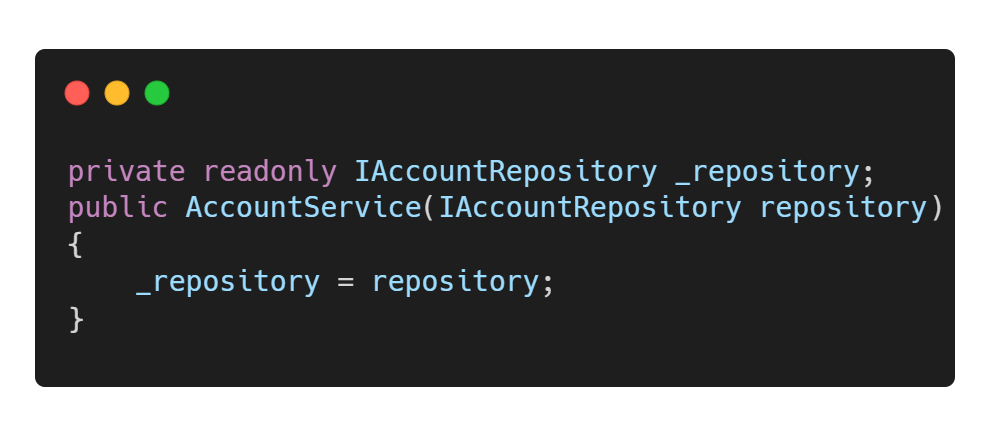 private readonly IAccountRepository _repository;
public AccountService(IAccountRepository repository)
{
    _repository = repository;
}